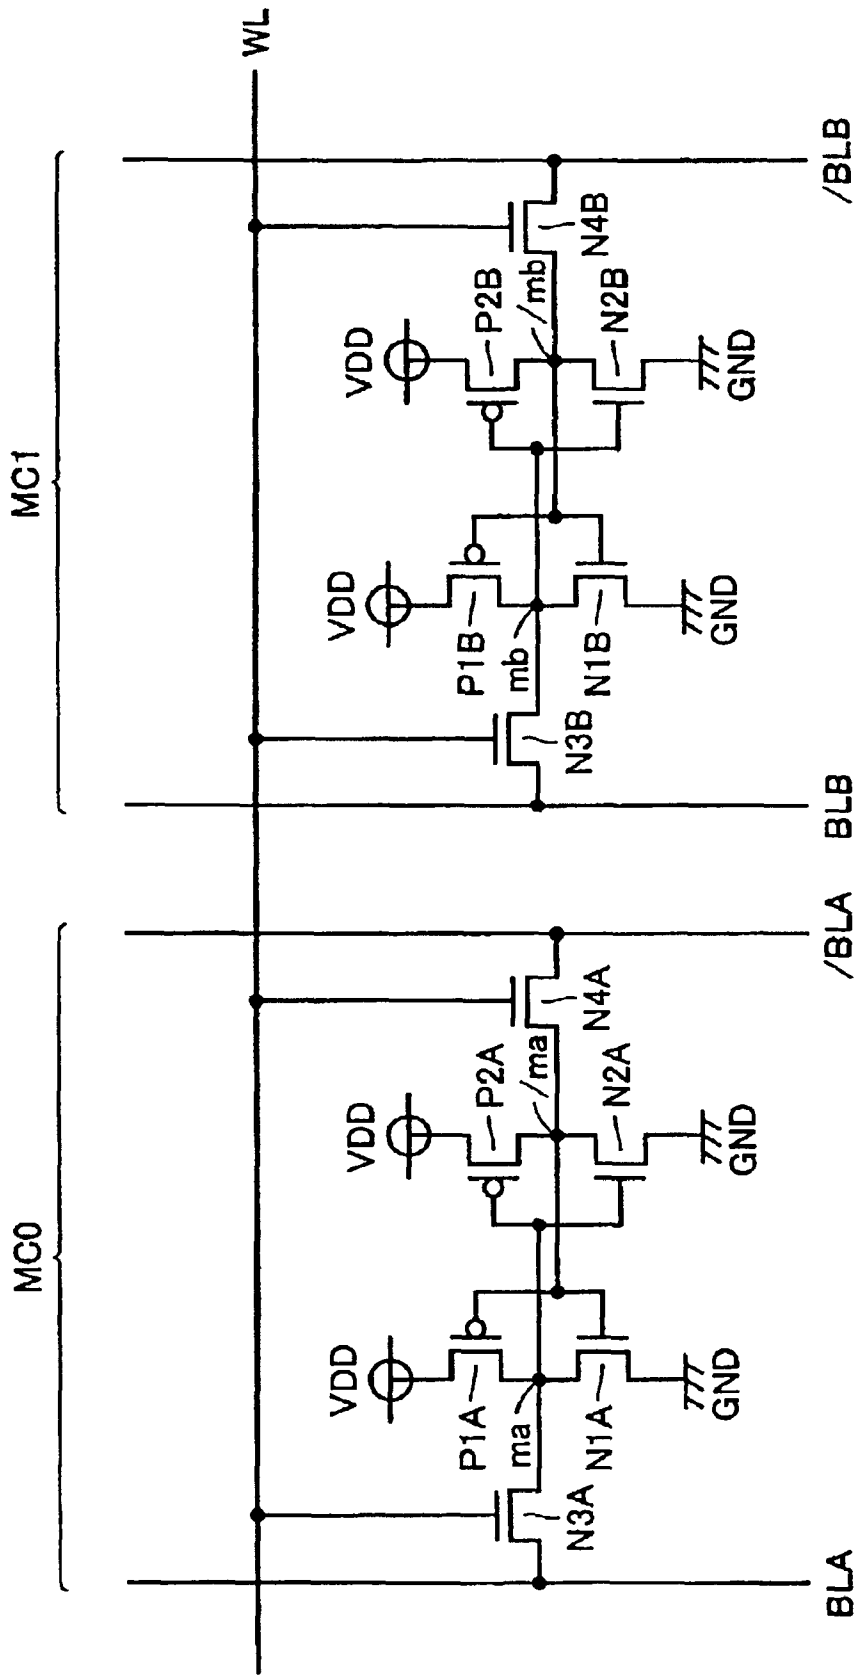 MC0
MC1
WL
VDD
VDD
VDD
VDD
P1A
P2A
P1B
P2B
ma
/ma
mb
/mb
N3A
N1A
N2A
N4A
N3B
N1B
N2B
N4B
GND
GND
GND
GND
BLA
/BLA
BLB
/BLB